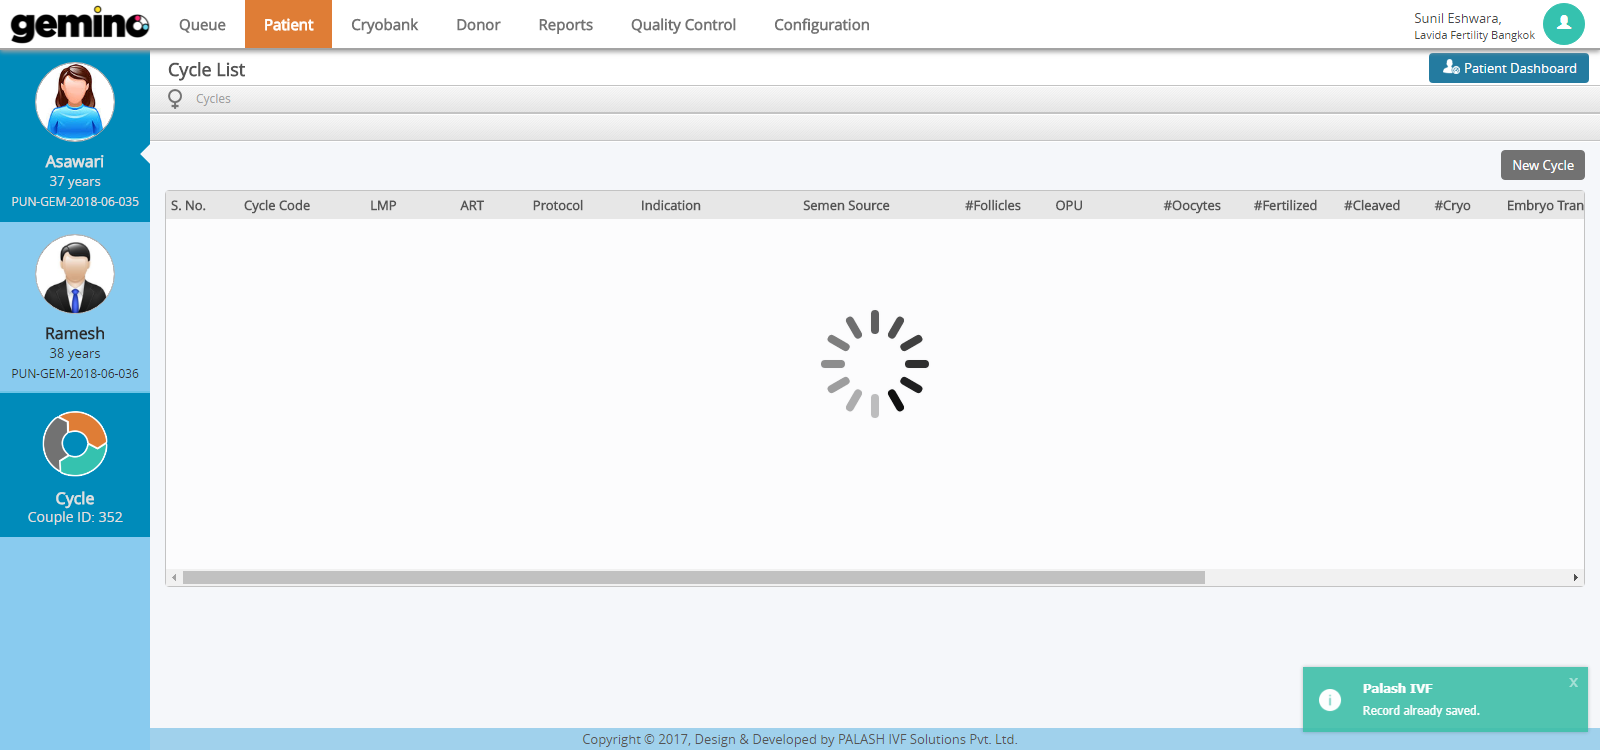 gemino
Queue Patient Cryobank Donor Reports Quality Control Configuration
Sunil Eshwara,
Lavida Fertility Bangkok
Cycle List
Patient Dashboard
Cycles
Asawari
37 years
PUN-GEM-2018-06-035
Ramesh
38 years
PUN-GEM-2018-06-036
Cycle
Couple ID: 352
New Cycle
S. No. Cycle Code LMP ART Protocol Indication Semen Source #Follicles OPU #Oocytes #Fertilized #Cleaved #Cryo Embryo Tran
Palash IVF
x
Record already saved.
Copyright © 2017, Design & Developed by PALASH IVF Solutions Pvt. Ltd.